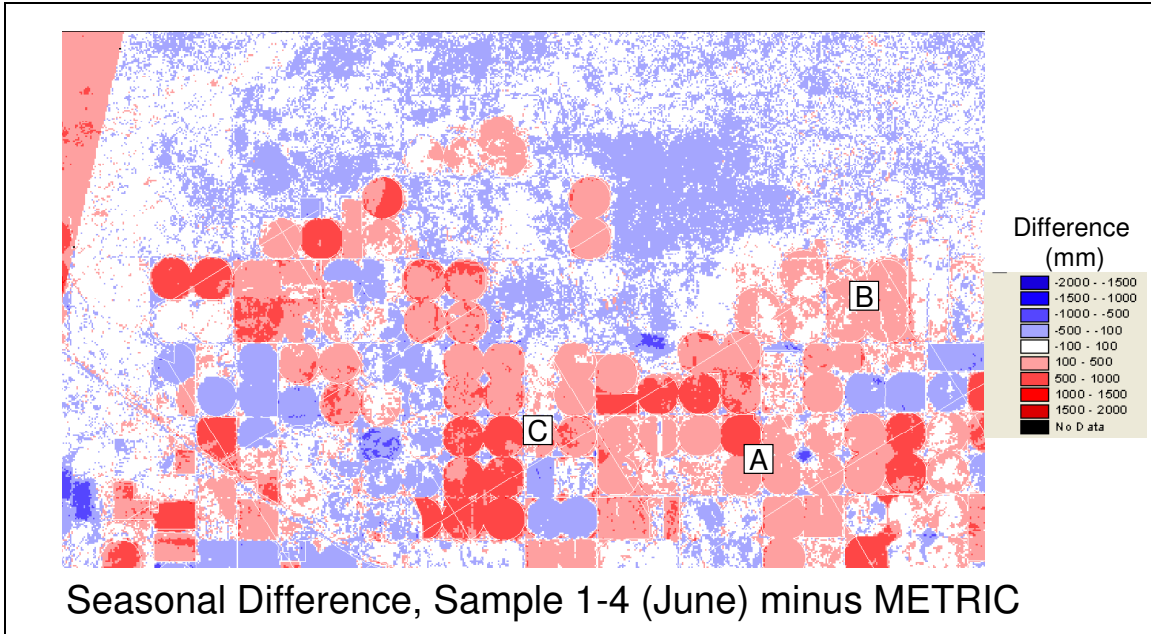 B
C
A
Difference
(mm)
-2000 - -1500
-1500 - -1000
-1000 - -500
-500 - -100
-100 - 100
100 - 500
500 - 1000
1000 - 1500
1500 - 2000
No Data
Seasonal Difference, Sample 1-4 (June) minus METRIC